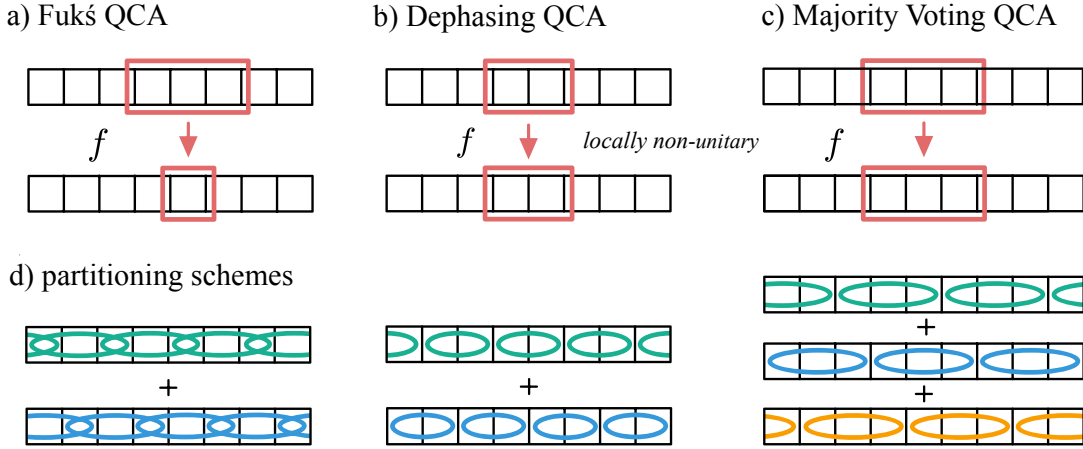 a) Fukś QCA
b) Dephasing QCA
c) Majority Voting QCA
f
f
locally non-unitary
f
d) partitioning schemes
+
+
+
+